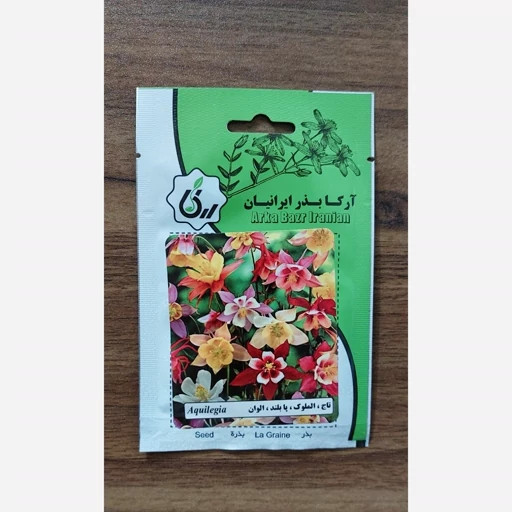 آرکا بذر ایرانیان
Arka Bazr Iranian
تاج ، الملوک ، پا بلند ، الوان
Aquilegia
Seed بذرة La Graine بذر